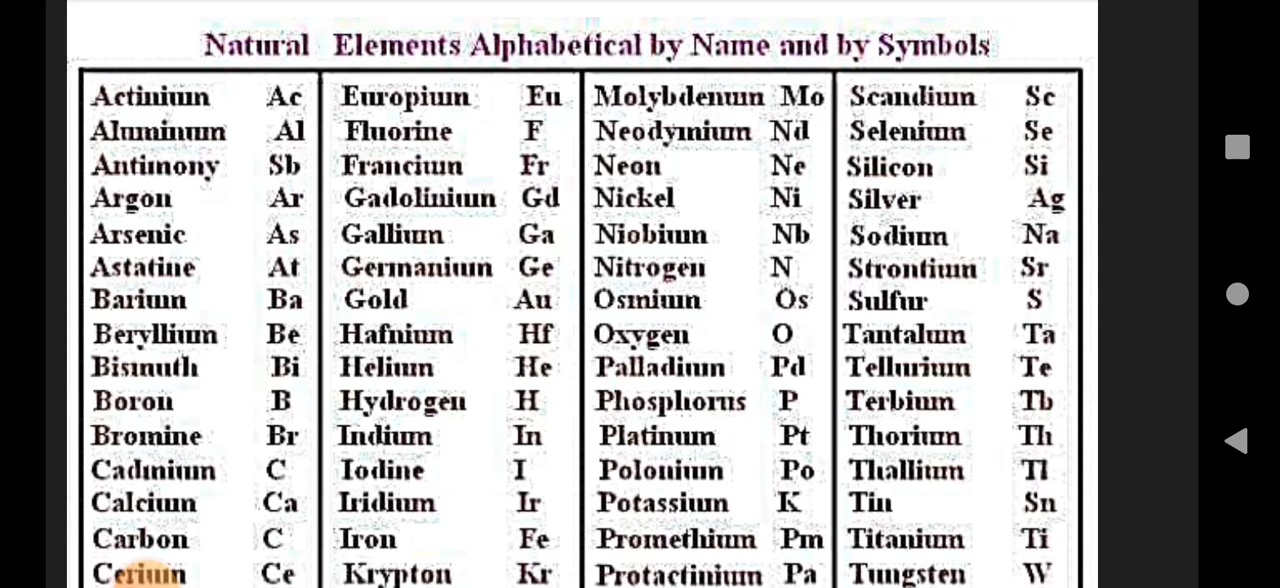 Natural Elements Alphabetical by Name and by Symbols
Actinium Ac Europium Eu Molybdenum Mo Scandium Sc
Aluminum Al Fluorine F Neodymium Nd Selenium Se
Antimony Sb Francium Fr Neon Ne Silicon Si
Argon Ar Gadolinium Gd Nickel Ni Silver Ag
Arsenic As Gallium Ga Niobium Nb Sodium Na
Astatine At Germanium Ge Nitrogen N Strontium Sr
Barium Ba Gold Au Osmium Os Sulfur S
Beryllium Be Hafnium Hf Oxygen O Tantalum Ta
Bismuth Bi Helium He Palladium Pd Tellurium Te
Boron B Hydrogen H Phosphorus P Terbium Tb
Bromine Br Indium In Platinum Pt Thorium Th
Cadmium C Iodine I Polonium Po Thallium Tl
Calcium Ca Iridium Ir Potassium K Tin Sn
Carbon C Iron Fe Promethium Pm Titanium Ti
Cerium Ce Krypton Kr Protactinium Pa Tungsten W